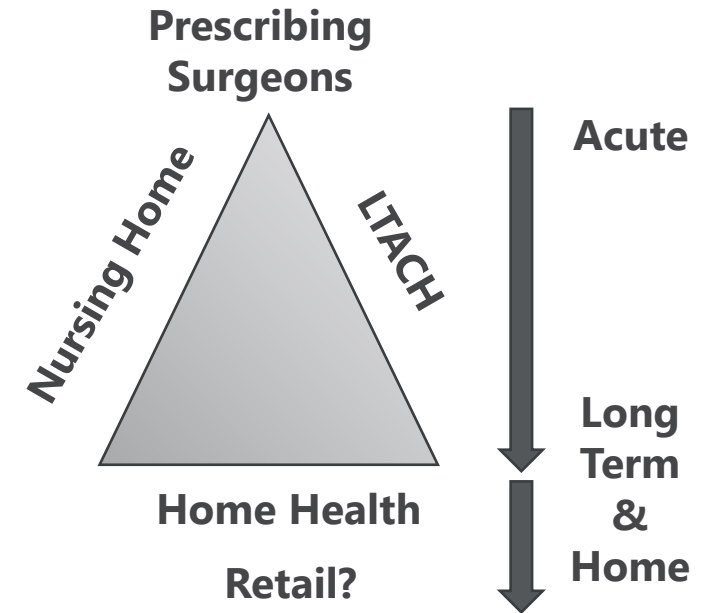 Prescribing
Surgeons
Nursing Home
LTACH
Home Health
Retail?
Acute
Long
Term
&
Home